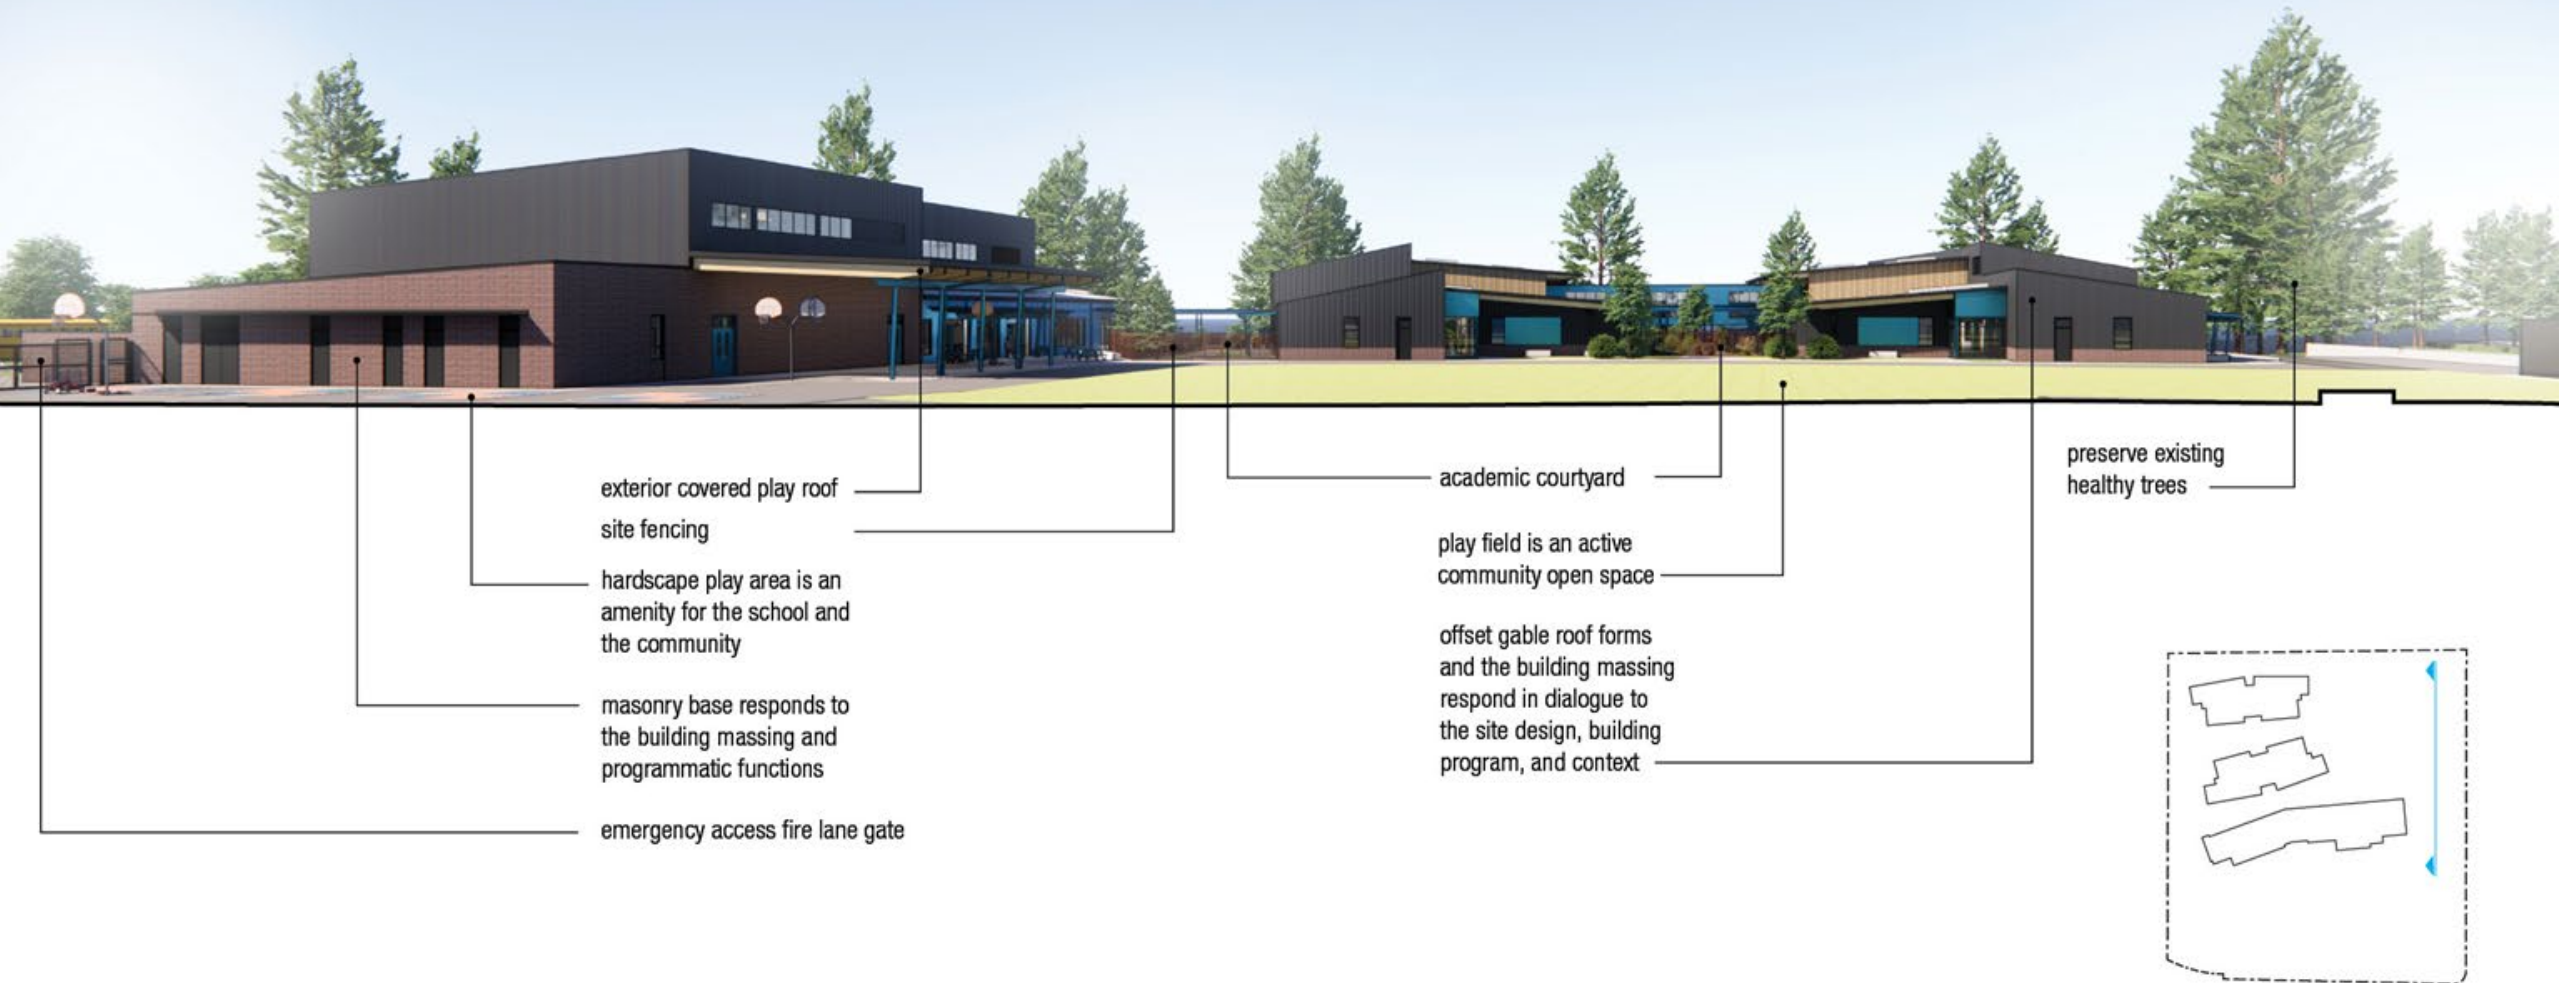 exterior covered play roof
site fencing
hardscape play area is an
amenity for the school and
the community
masonry base responds to
the building massing and
programmatic functions
emergency access fire lane gate
academic courtyard
play field is an active
community open space
offset gable roof forms
and the building massing
respond in dialogue to
the site design, building
program, and context
preserve existing
healthy trees